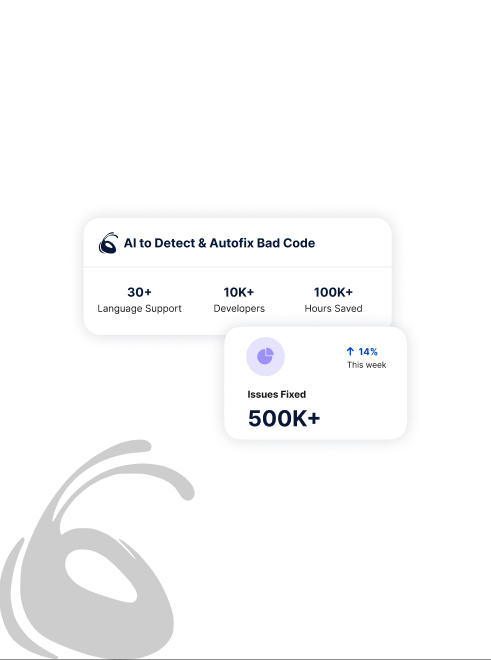 AI to Detect & Autofix Bad Code
30+
Language Support
10K+
Developers
100K+
Hours Saved
↑ 14%
This week
Issues Fixed
500K+